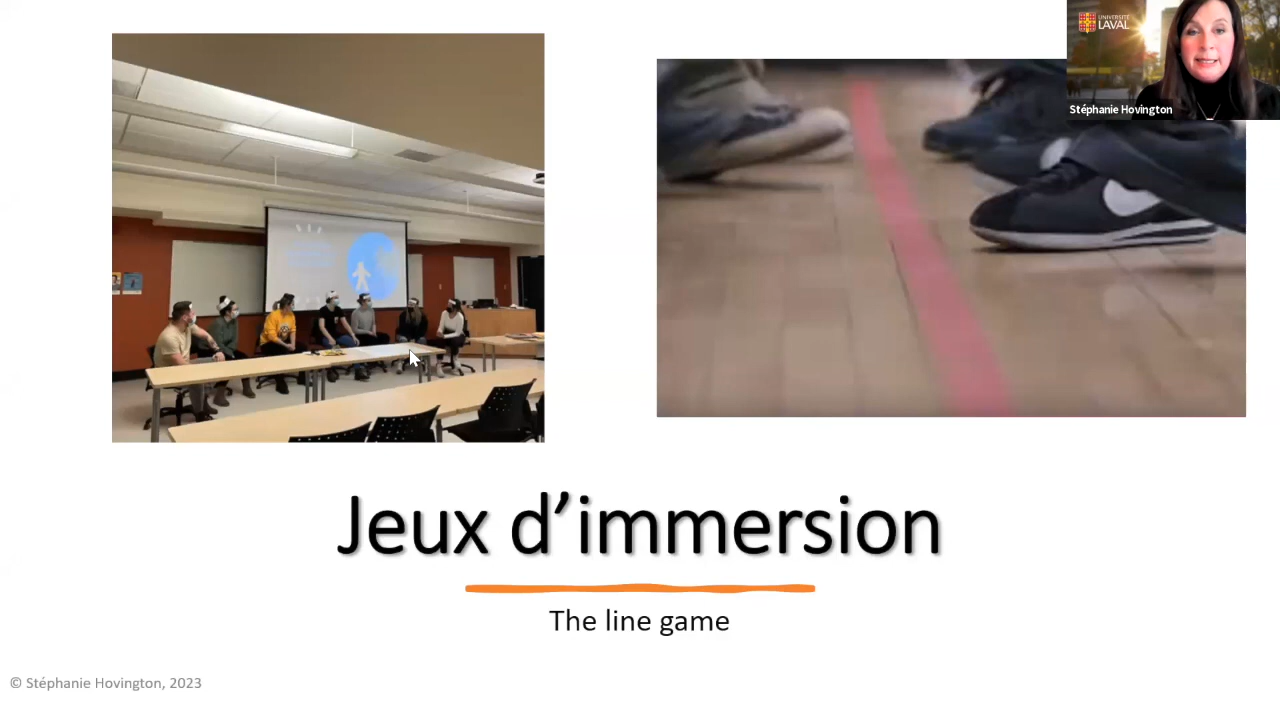 UNIVERSITÉ
LAVAL
Stéphanie Hovington
Jeux d’immersion
The line game
© Stéphanie Hovington, 2023